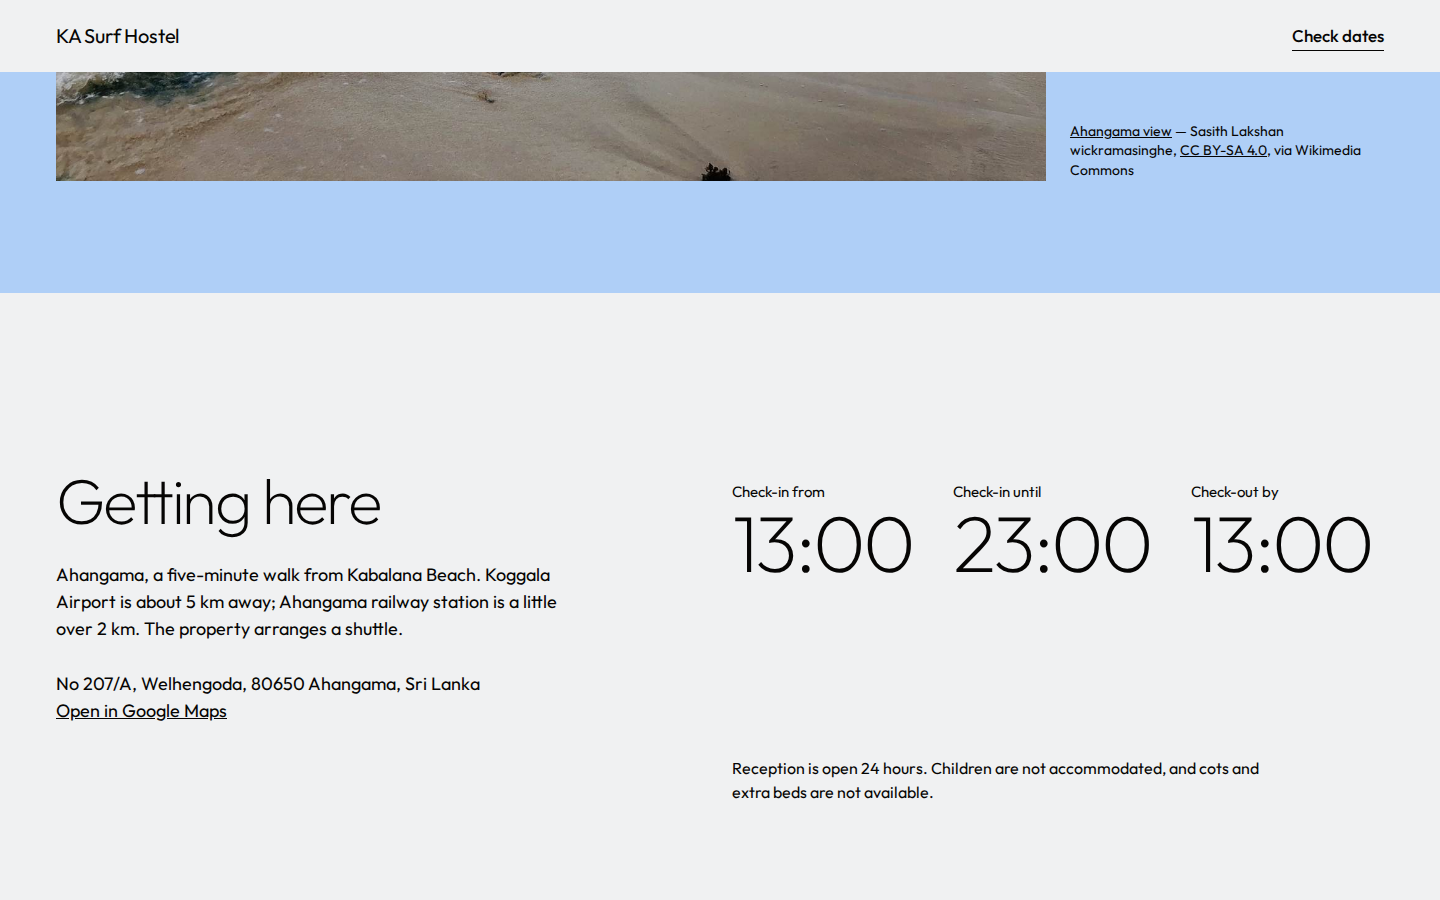 KA Surf Hostel
Check dates
Ahangama view — Sasith Lakshan
wickramasinghe, CC BY-SA 4.0, via Wikimedia
Commons
Getting here
Ahangama, a five-minute walk from Kabalana Beach. Koggala
Airport is about 5 km away; Ahangama railway station is a little
over 2 km. The property arranges a shuttle.
No 207/A, Welhengoda, 80650 Ahangama, Sri Lanka
Open in Google Maps
Check-in from
13:00
Check-in until
23:00
Check-out by
13:00
Reception is open 24 hours. Children are not accommodated, and cots and
extra beds are not available.